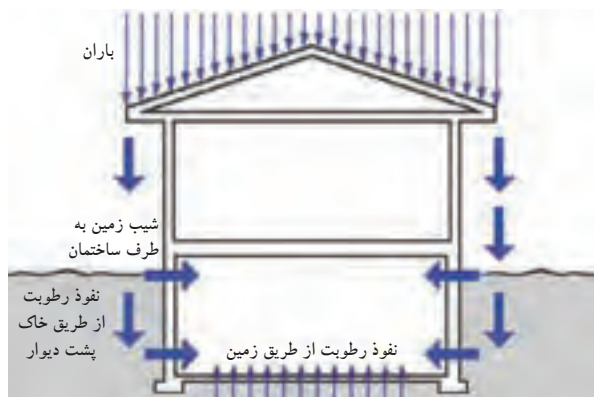 باران
شیب زمین به
طرف ساختمان
نفوذ رطوبت
از طریق خاک
پشت دیوار
نفوذ رطوبت از طریق زمین